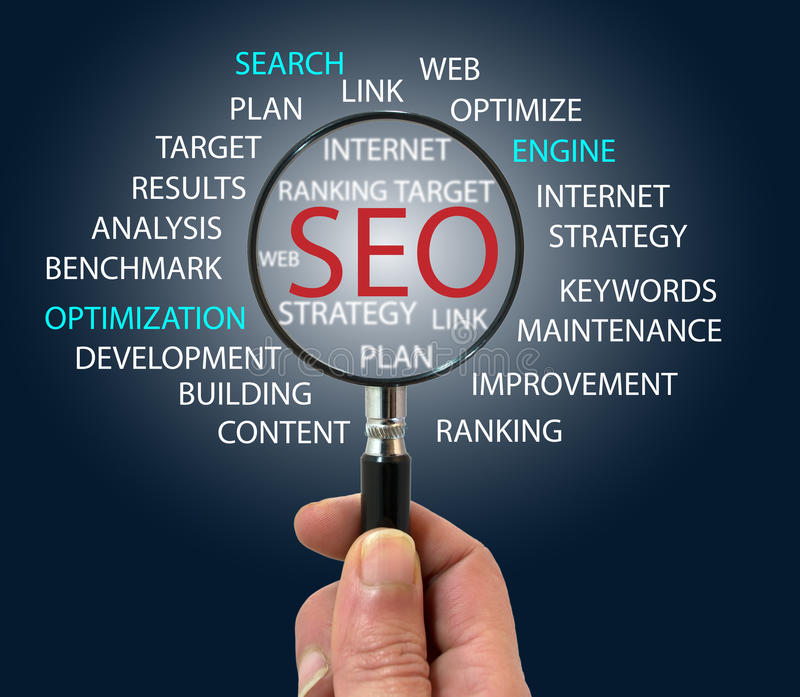 SEARCH
WEB
LINK
PLAN
OPTIMIZE
TARGET
ENGINE
RESULTS
INTERNET
ANALYSIS
STRATEGY
BENCHMARK
KEYWORDS
OPTIMIZATION
MAINTENANCE
DEVELOPMENT
IMPROVEMENT
BUILDING
CONTENT
RANKING
INTERNET
RANKING TARGET
SEO
WEB
STRATEGY
LINK
PLAN